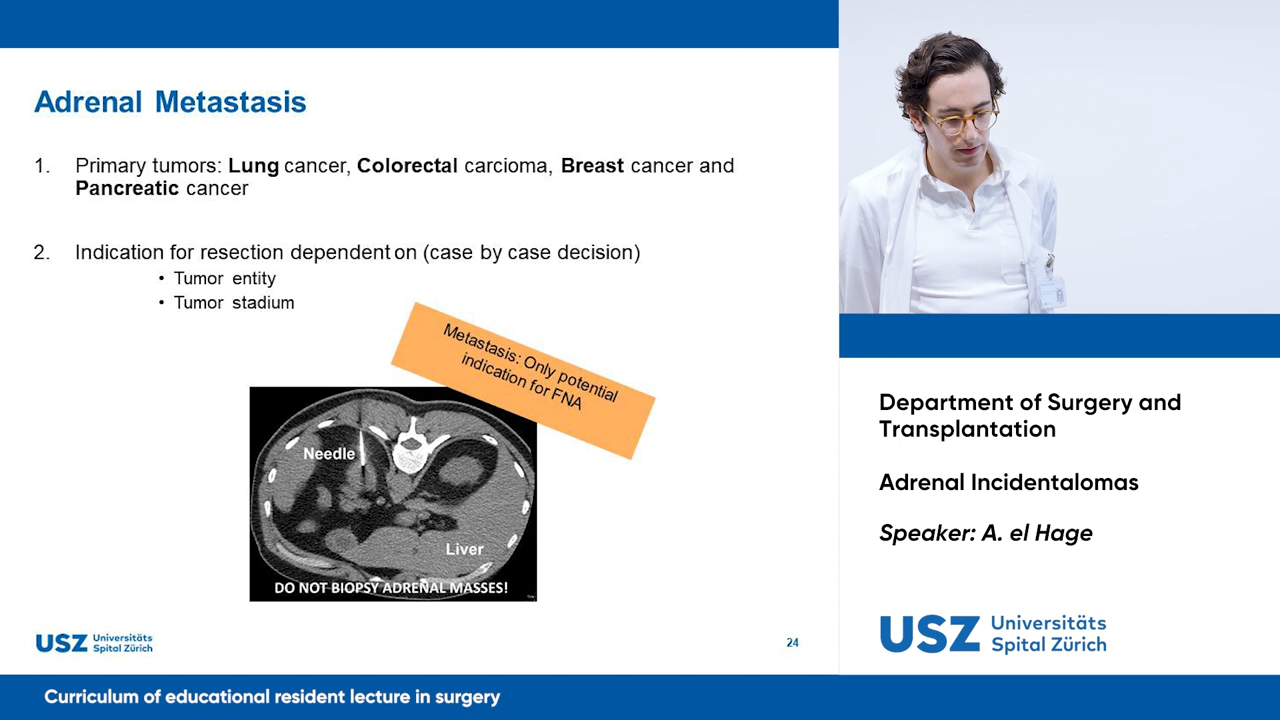 Adrenal Metastasis
1. Primary tumors: Lung cancer, Colorectal carcioma, Breast cancer and
Pancreatic cancer
2. Indication for resection dependent on (case by case decision)
• Tumor entity
• Tumor stadium
Metastasis: Only potential
indication for FNA
Needle
Liver
DO NOT BIOPSY ADRENAL MASSES!
USZ Universitäts
Spital Zürich
24
Curriculum of educational resident lecture in surgery
Department of Surgery and
Transplantation
Adrenal Incidentalomas
Speaker: A. el Hage
USZ Universitäts
Spital Zürich